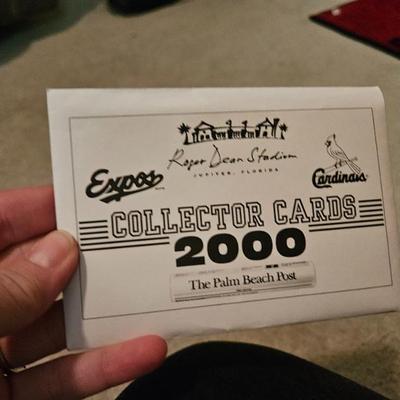 Roger Dean Stadium
JUPITER, FLORIDA
Expos
Cardinals
COLLECTOR CARDS
2000
The Palm Beach Post